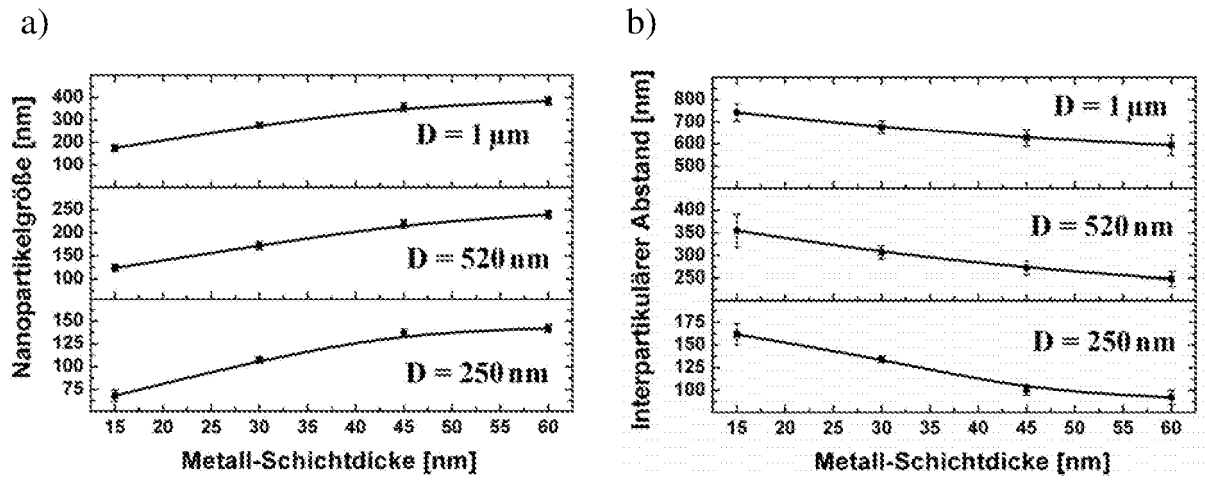 a)
Nanopartikelgröße [nm]
400
300
200
100
D = 1 µm
250
200
150
100
D = 520 nm
150
125
100
75
D = 250 nm
15 20 25 30 35 40 45 50 55 60
Metall-Schichtdicke [nm]
b)
Interpartikulärer Abstand [nm]
800
700
600
500
D = 1 µm
400
350
300
250
D = 520 nm
175
150
125
100
D = 250 nm
15 20 25 30 35 40 45 50 55 60
Metall-Schichtdicke [nm]